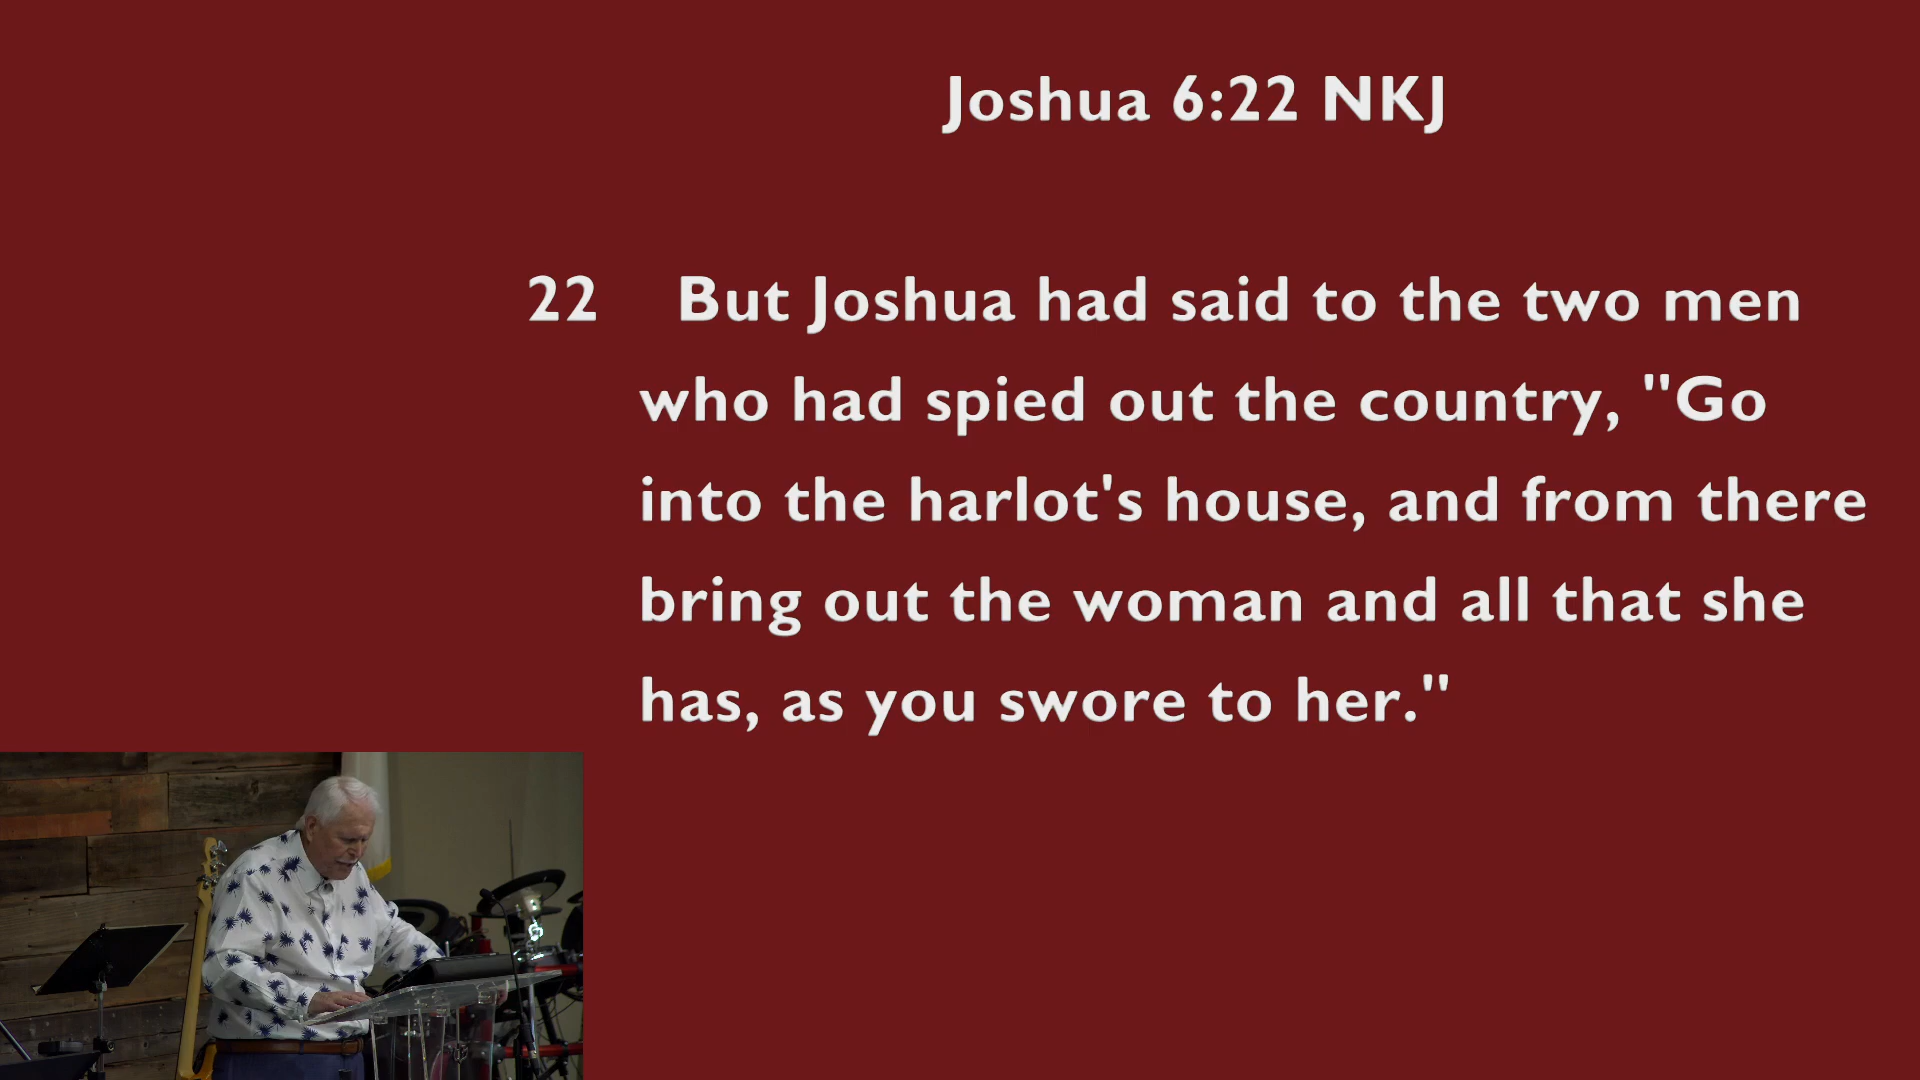 Joshua 6:22 NKJ
22 But Joshua had said to the two men
who had spied out the country, "Go
into the harlot's house, and from there
bring out the woman and all that she
has, as you swore to her."